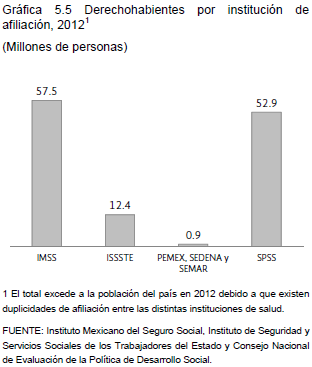 Gráfica 5.5 Derechohabientes por institución de
afiliación, 2012¹
(Millones de personas)
57.5
12.4
0.9
52.9
IMSS
ISSSTE
PEMEX, SEDENA y
SEMAR
SPSS
1 El total excede a la población del país en 2012 debido a que existen
duplicidades de afiliación entre las distintas instituciones de salud.
FUENTE: Instituto Mexicano del Seguro Social, Instituto de Seguridad y
Servicios Sociales de los Trabajadores del Estado y Consejo Nacional
de Evaluación de la Política de Desarrollo Social.